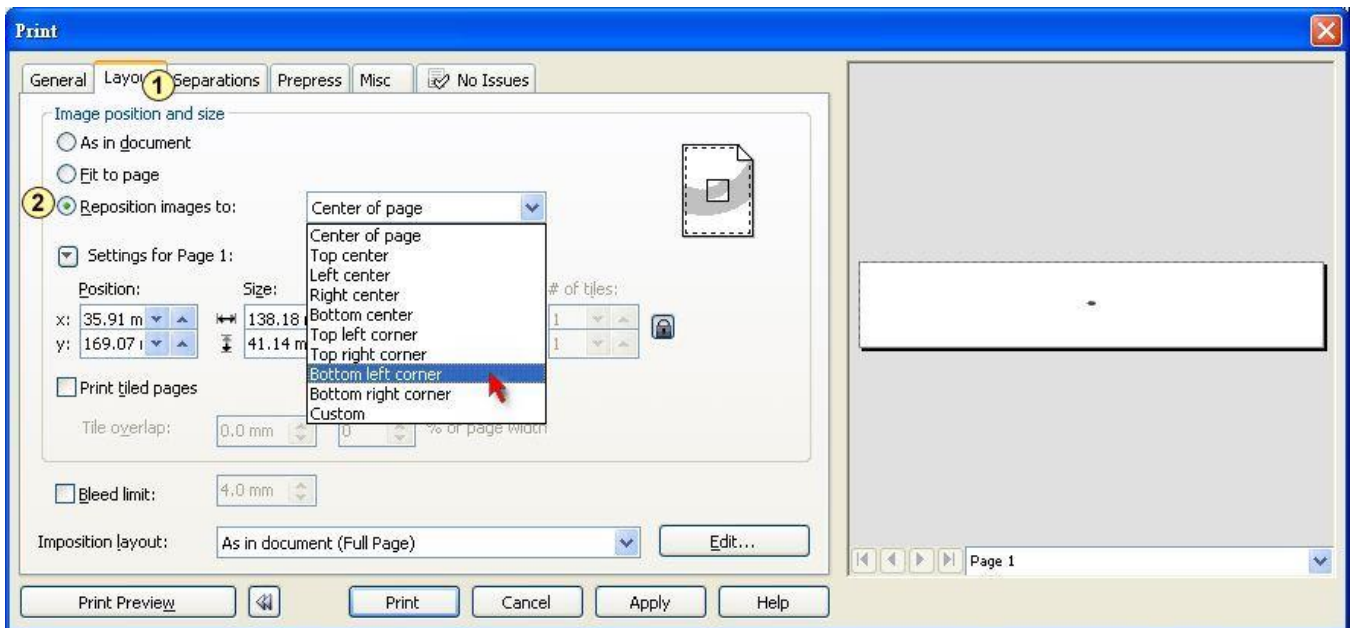 Print
General Layou 1 Separations Prepress Misc No Issues
Image position and size
As in document
Fit to page
2 Reposition images to: Center of page
Center of page
Top center
Left center
Right center
Bottom center
Top left corner
Top right corner
Bottom left corner
Bottom right corner
Custom
Settings for Page 1:
Position: Size: # of tiles:
x: 35.91 m 138.18 1
y: 169.07 41.14 m 1
Print tiled pages
Tile overlap: 0.0 mm 0 % of page width
Bleed limit: 4.0 mm
Imposition layout: As in document (Full Page) Edit...
Page 1
Print Preview Print Cancel Apply Help